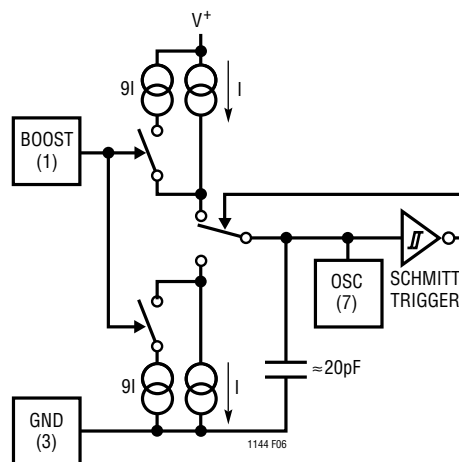 V+
9I
I
BOOST
(1)
OSC
(7)
SCHMITT
TRIGGER
9I
I
≈20pF
GND
(3)
1144 F06